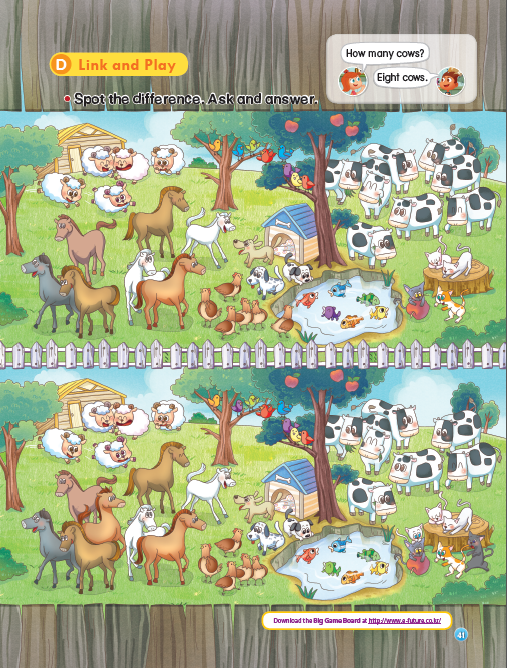 How many cows?
D Link and Play
Eight cows.
• Spot the difference. Ask and answer.
Download the Big Game Board at http://www.e-future.co.kr/
41